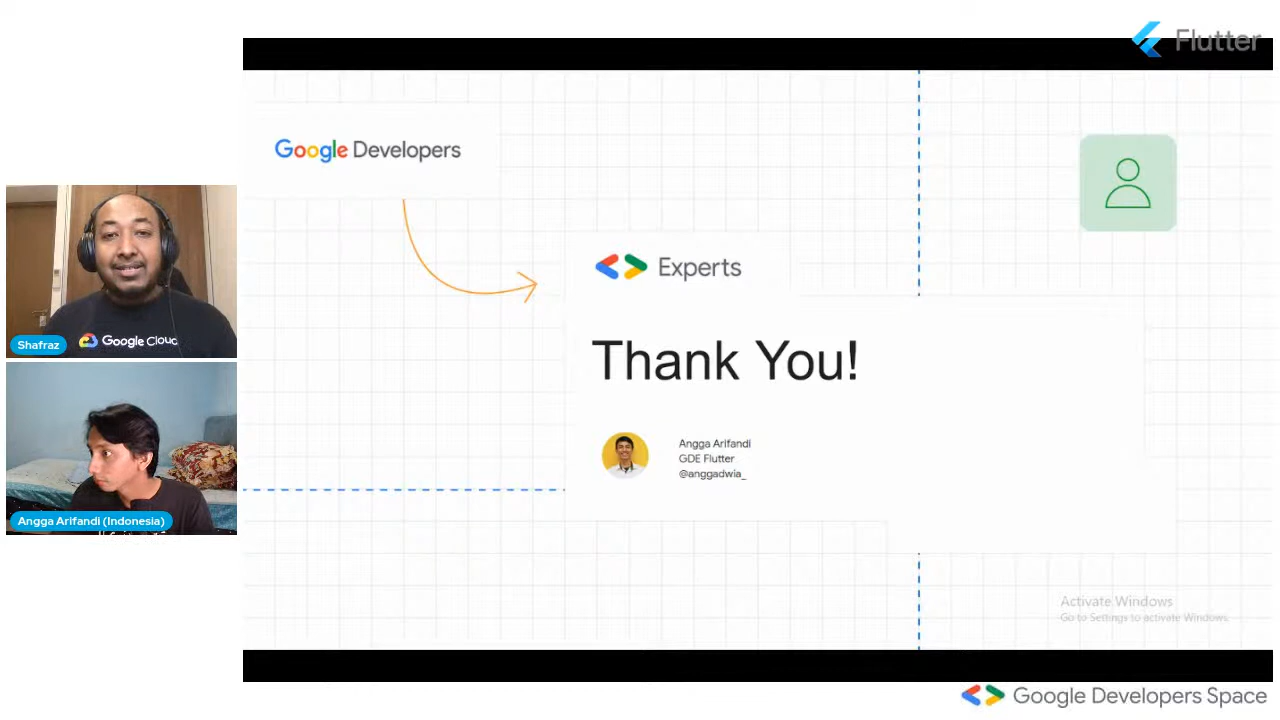 Flutter
Google Developers
Experts
Thank You!
Angga Arifandi
GDE Flutter
@anggadwia_
Shafraz
Google Cloud
Angga Arifandi (Indonesia)
Activate Windows
Go to Settings to activate Windows.
Google Developers Space